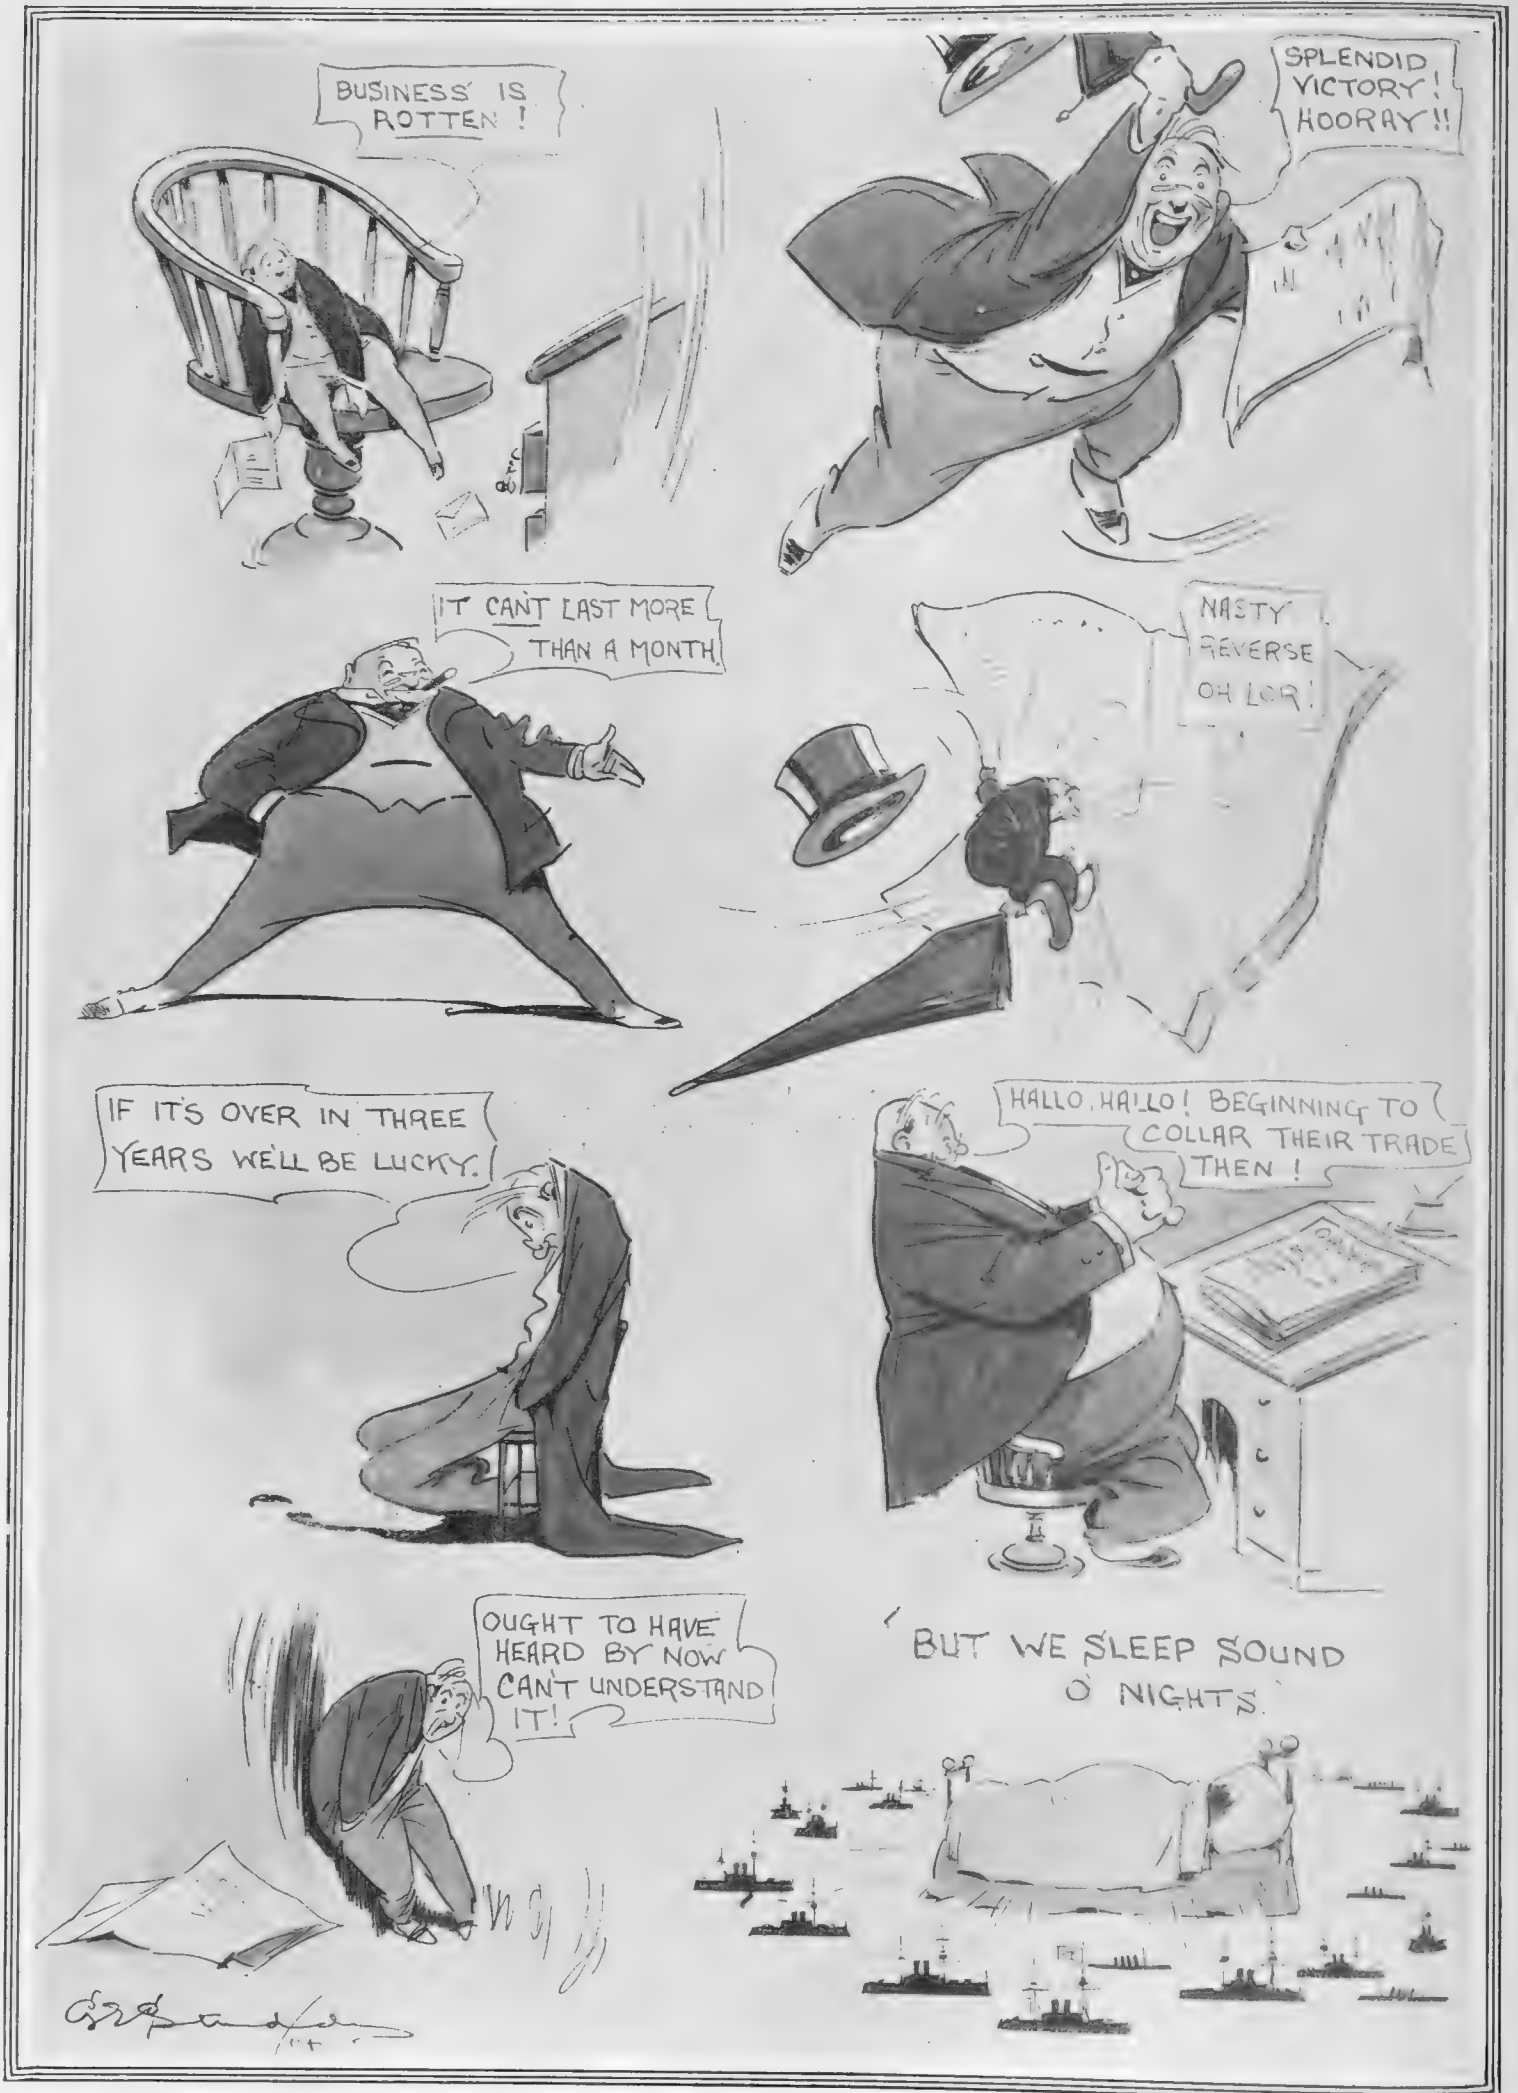 BUSINESS IS
ROTTEN!
SPLENDID
VICTORY!
HOORAY!!
IT CAN'T LAST MORE
THAN A MONTH.
NASTY
REVERSE
OH LOR!
IF IT'S OVER IN THREE
YEARS WE'LL BE LUCKY.
HALLO, HALLO! BEGINNING TO
COLLAR THEIR TRADE
THEN!
OUGHT TO HAVE
HEARD BY NOW
CAN'T UNDERSTAND
IT!
'BUT WE SLEEP SOUND
O' NIGHTS.'